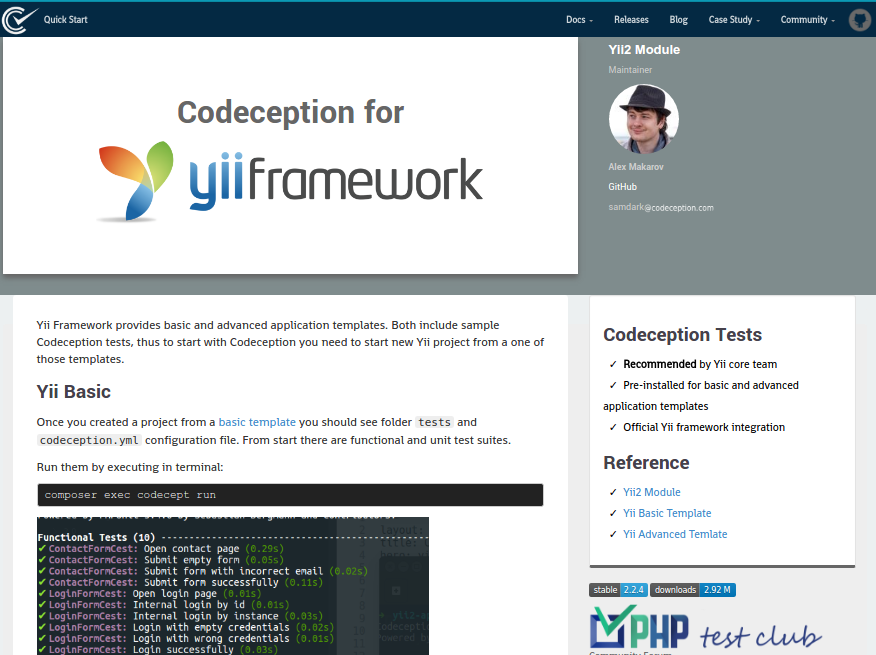 Quick Start
Docs
Releases
Blog
Case Study
Community
Codeception for
yiiframework
Yii2 Module
Maintainer
Alex Makarov
GitHub
samdark@codeception.com
Yii Framework provides basic and advanced application templates. Both include sample
Codeception tests, thus to start with Codeception you need to start new Yii project from a one of
those templates.
Yii Basic
Once you created a project from a basic template you should see folder tests and
codeception.yml configuration file. From start there are functional and unit test suites.
Run them by executing in terminal:
composer exec codecept run
Functional Tests (10) ------------------------------------
✔ ContactFormCest: Open contact page (0.29s)
✔ ContactFormCest: Submit empty form (0.05s)
✔ ContactFormCest: Submit form with incorrect email (0.02s)
✔ ContactFormCest: Submit form successfully (0.11s)
✔ LoginFormCest: Open login page (0.01s)
✔ LoginFormCest: Internal login by id (0.01s)
✔ LoginFormCest: Internal login by instance (0.03s)
✔ LoginFormCest: Login with empty credentials (0.02s)
✔ LoginFormCest: Login with wrong credentials (0.01s)
✔ LoginFormCest: Login successfully (0.03s)
Codeception Tests
✓ Recommended by Yii core team
✓ Pre-installed for basic and advanced
application templates
✓ Official Yii framework integration
Reference
✓ Yii2 Module
✓ Yii Basic Template
✓ Yii Advanced Temlate
stable 2.2.4
downloads 2.92 M
PHP test club
Community Forum